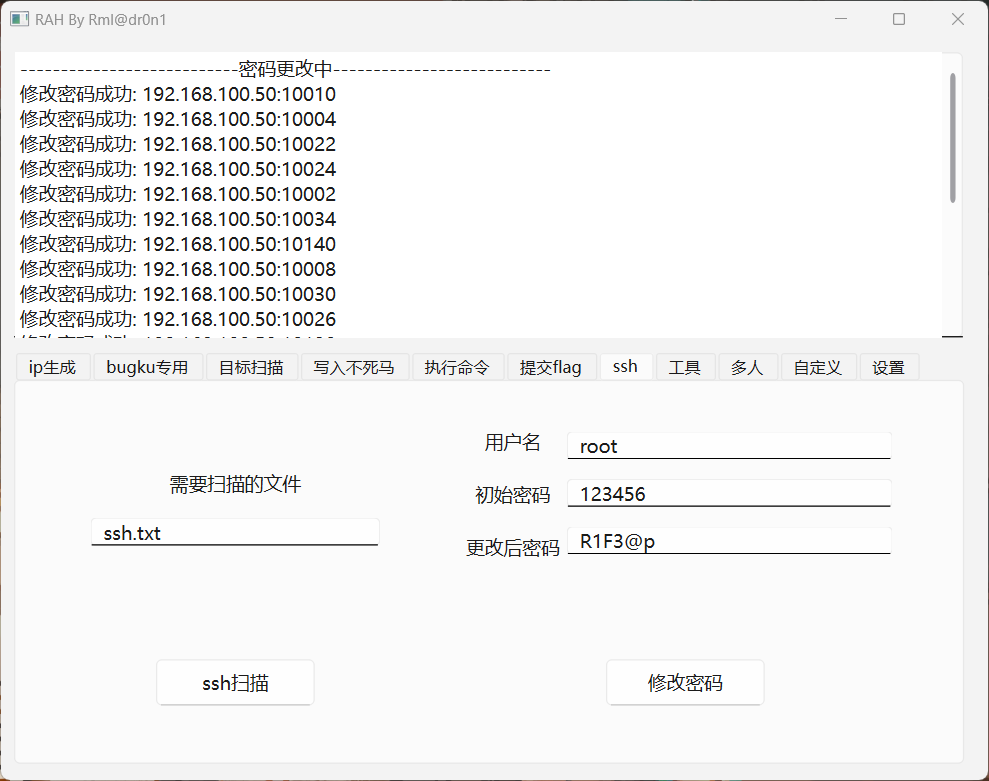 RAH By Rml@dr0n1
---------------------------密码更改中---------------------------
修改密码成功: 192.168.100.50:10010
修改密码成功: 192.168.100.50:10004
修改密码成功: 192.168.100.50:10022
修改密码成功: 192.168.100.50:10024
修改密码成功: 192.168.100.50:10002
修改密码成功: 192.168.100.50:10034
修改密码成功: 192.168.100.50:10140
修改密码成功: 192.168.100.50:10008
修改密码成功: 192.168.100.50:10030
修改密码成功: 192.168.100.50:10026
ip生成 bugku专用 目标扫描 写入不死马 执行命令 提交flag ssh 工具 多人 自定义 设置
需要扫描的文件
ssh.txt
用户名 root
初始密码 123456
更改后密码 R1F3@p
ssh扫描 修改密码